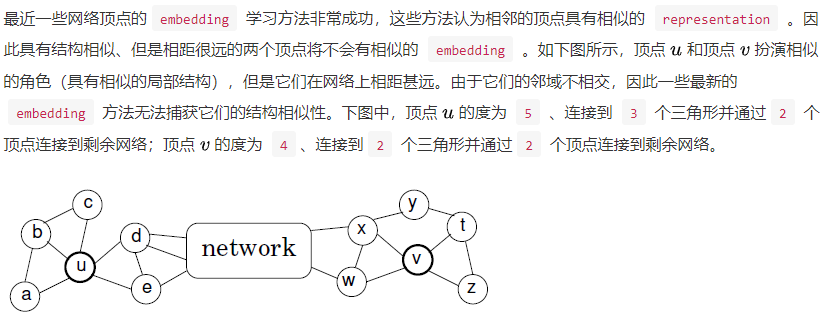 最近一些网络顶点的 embedding 学习方法非常成功，这些方法认为相邻的顶点具有相似的 representation 。因
此具有结构相似、但是相距很远的两个顶点将不会有相似的 embedding 。如下图所示，顶点 u 和顶点 v 扮演相似
的角色（具有相似的局部结构），但是它们在网络上相距甚远。由于它们的邻域不相交，因此一些最新的
embedding 方法无法捕获它们的结构相似性。下图中，顶点 u 的度为 5 、连接到 3 个三角形并通过 2 个
顶点连接到剩余网络；顶点 v 的度为 4 、连接到 2 个三角形并通过 2 个顶点连接到剩余网络。
c
y
b
d
x
t
network
u
v
a
e
w
z